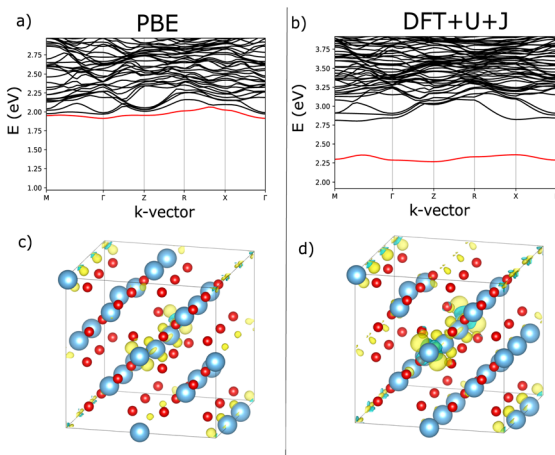 a) PBE
b) DFT+U+J
E (eV)
2.75
2.50
2.25
2.00
1.75
1.50
1.25
1.00
M Γ Z R X Γ
k-vector
E (eV)
3.75
3.50
3.25
3.00
2.75
2.50
2.25
2.00
M Γ Z R X Γ
k-vector
c)
d)